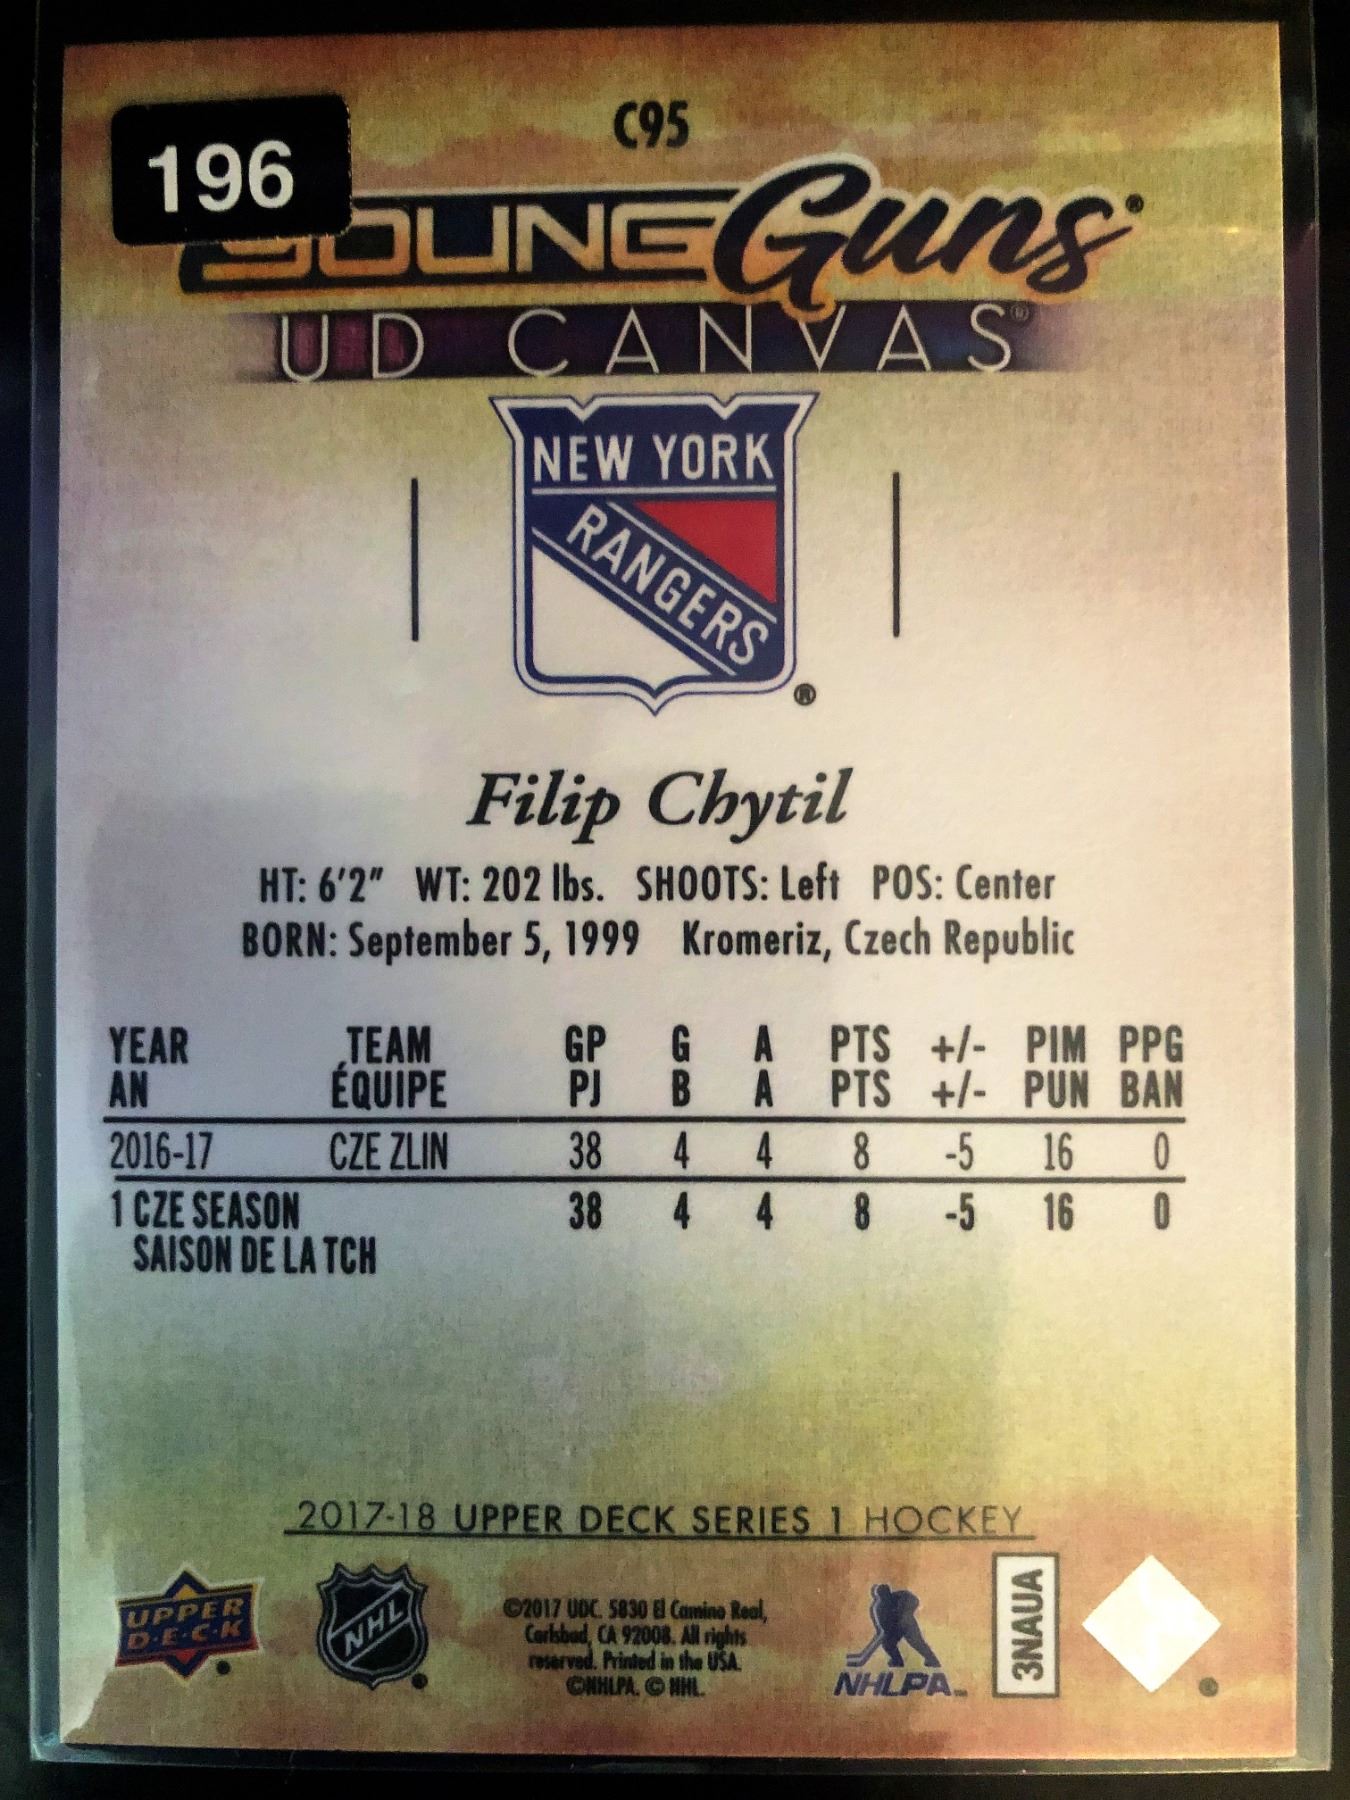 C95
196
YOUNG Guns®
UD CANVAS®
NEW YORK
RANGERS
®
Filip Chytil
HT: 6'2" WT: 202 lbs. SHOOTS: Left POS: Center
BORN: September 5, 1999 Kromeriz, Czech Republic
YEAR TEAM GP G A PTS +/- PIM PPG
AN ÉQUIPE PJ B A PTS +/- PUN BAN
2016-17 CZE ZLIN 38 4 4 8 -5 16 0
1 CZE SEASON 38 4 4 8 -5 16 0
SAISON DE LA TCH
2017-18 UPPER DECK SERIES 1 HOCKEY
UPPER
D·E·C·K
NHL
©2017 UDC. 5830 El Camino Real,
Carlsbad, CA 92008. All rights
reserved. Printed in the USA.
©NHLPA. © NHL.
NHLPA™
3NAUA
®